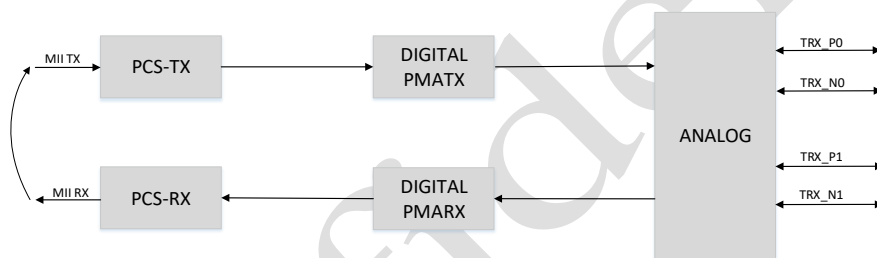 MII TX
PCS-TX
DIGITAL
PMATX
ANALOG
TRX_P0
TRX_N0
TRX_P1
TRX_N1
MII RX
PCS-RX
DIGITAL
PMARX